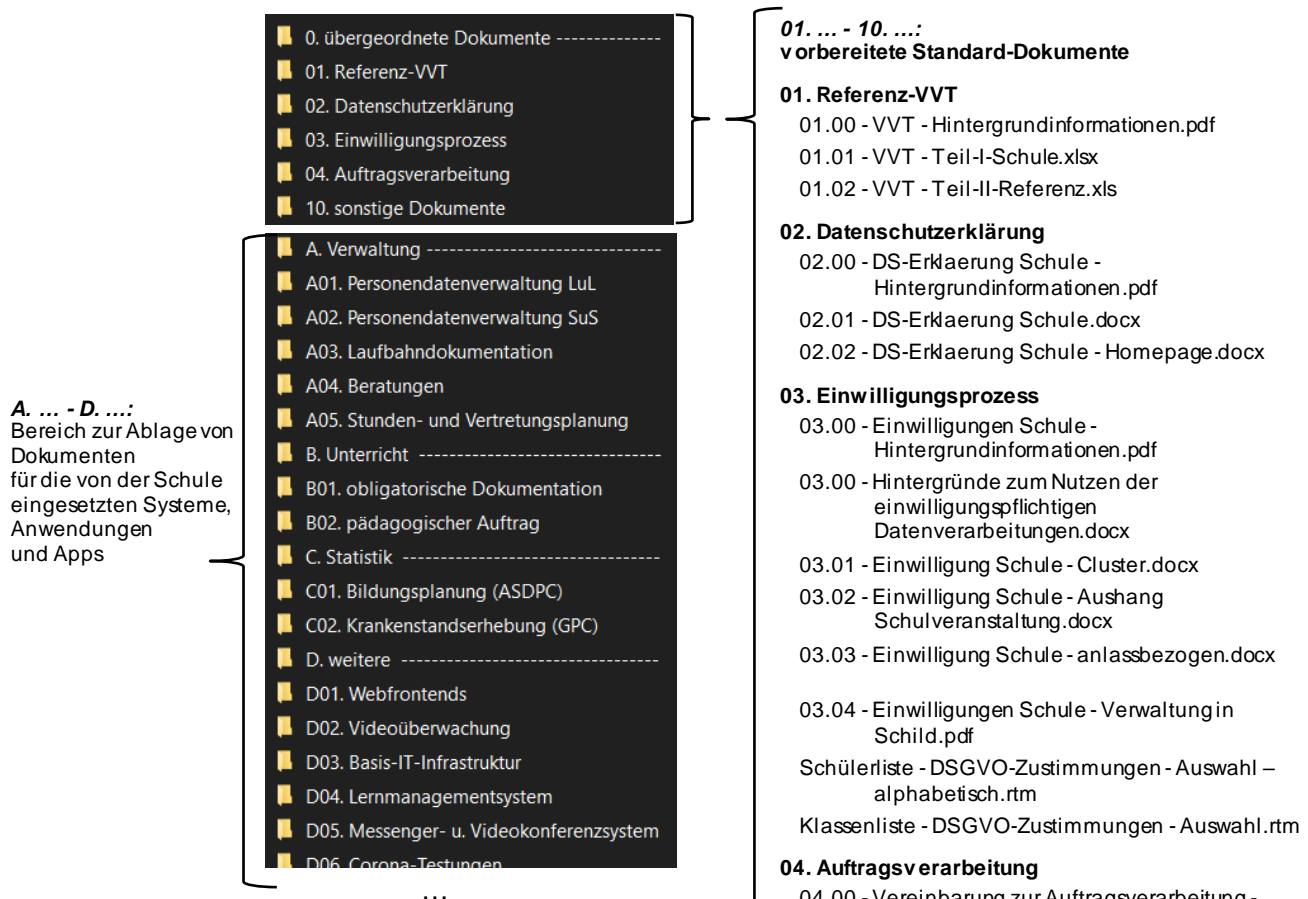 0. übergeordnete Dokumente --------------
01. Referenz-VVT
02. Datenschutzerklärung
03. Einwilligungsprozess
04. Auftragsverarbeitung
10. sonstige Dokumente
A. Verwaltung -------------------------------
A01. Personendatenverwaltung LuL
A02. Personendatenverwaltung SuS
A03. Laufbahndokumentation
A04. Beratungen
A05. Stunden- und Vertretungsplanung
B. Unterricht --------------------------------
B01. obligatorische Dokumentation
B02. pädagogischer Auftrag
C. Statistik ----------------------------------
C01. Bildungsplanung (ASDPC)
C02. Krankenstandserhebung (GPC)
D. weitere ----------------------------------
D01. Webfrontends
D02. Videoüberwachung
D03. Basis-IT-Infrastruktur
D04. Lernmanagementsystem
D05. Messenger- u. Videokonferenzsystem
D06. Corona-Testungen
...
A. ... - D. ...:
Bereich zur Ablage von
Dokumenten
für die von der Schule
eingesetzten Systeme,
Anwendungen
und Apps
01. ... - 10. ...:
vorbereitete Standard-Dokumente
01. Referenz-VVT
01.00 - VVT - Hintergrundinformationen.pdf
01.01 - VVT - Teil-I-Schule.xlsx
01.02 - VVT - Teil-II-Referenz.xls
02. Datenschutzerklärung
02.00 - DS-Erklaerung Schule -
Hintergrundinformationen.pdf
02.01 - DS-Erklaerung Schule.docx
02.02 - DS-Erklaerung Schule - Homepage.docx
03. Einwilligungsprozess
03.00 - Einwilligungen Schule -
Hintergrundinformationen.pdf
03.00 - Hintergründe zum Nutzen der
einwilligungspflichtigen
Datenverarbeitungen.docx
03.01 - Einwilligung Schule - Cluster.docx
03.02 - Einwilligung Schule - Aushang
Schulveranstaltung.docx
03.03 - Einwilligung Schule - anlassbezogen.docx
03.04 - Einwilligungen Schule - Verwaltung in
Schild.pdf
Schülerliste - DSGVO-Zustimmungen - Auswahl –
alphabetisch.rtm
Klassenliste - DSGVO-Zustimmungen - Auswahl.rtm
04. Auftragsverarbeitung
04.00 - Vereinbarung zur Auftragsverarbeitung -